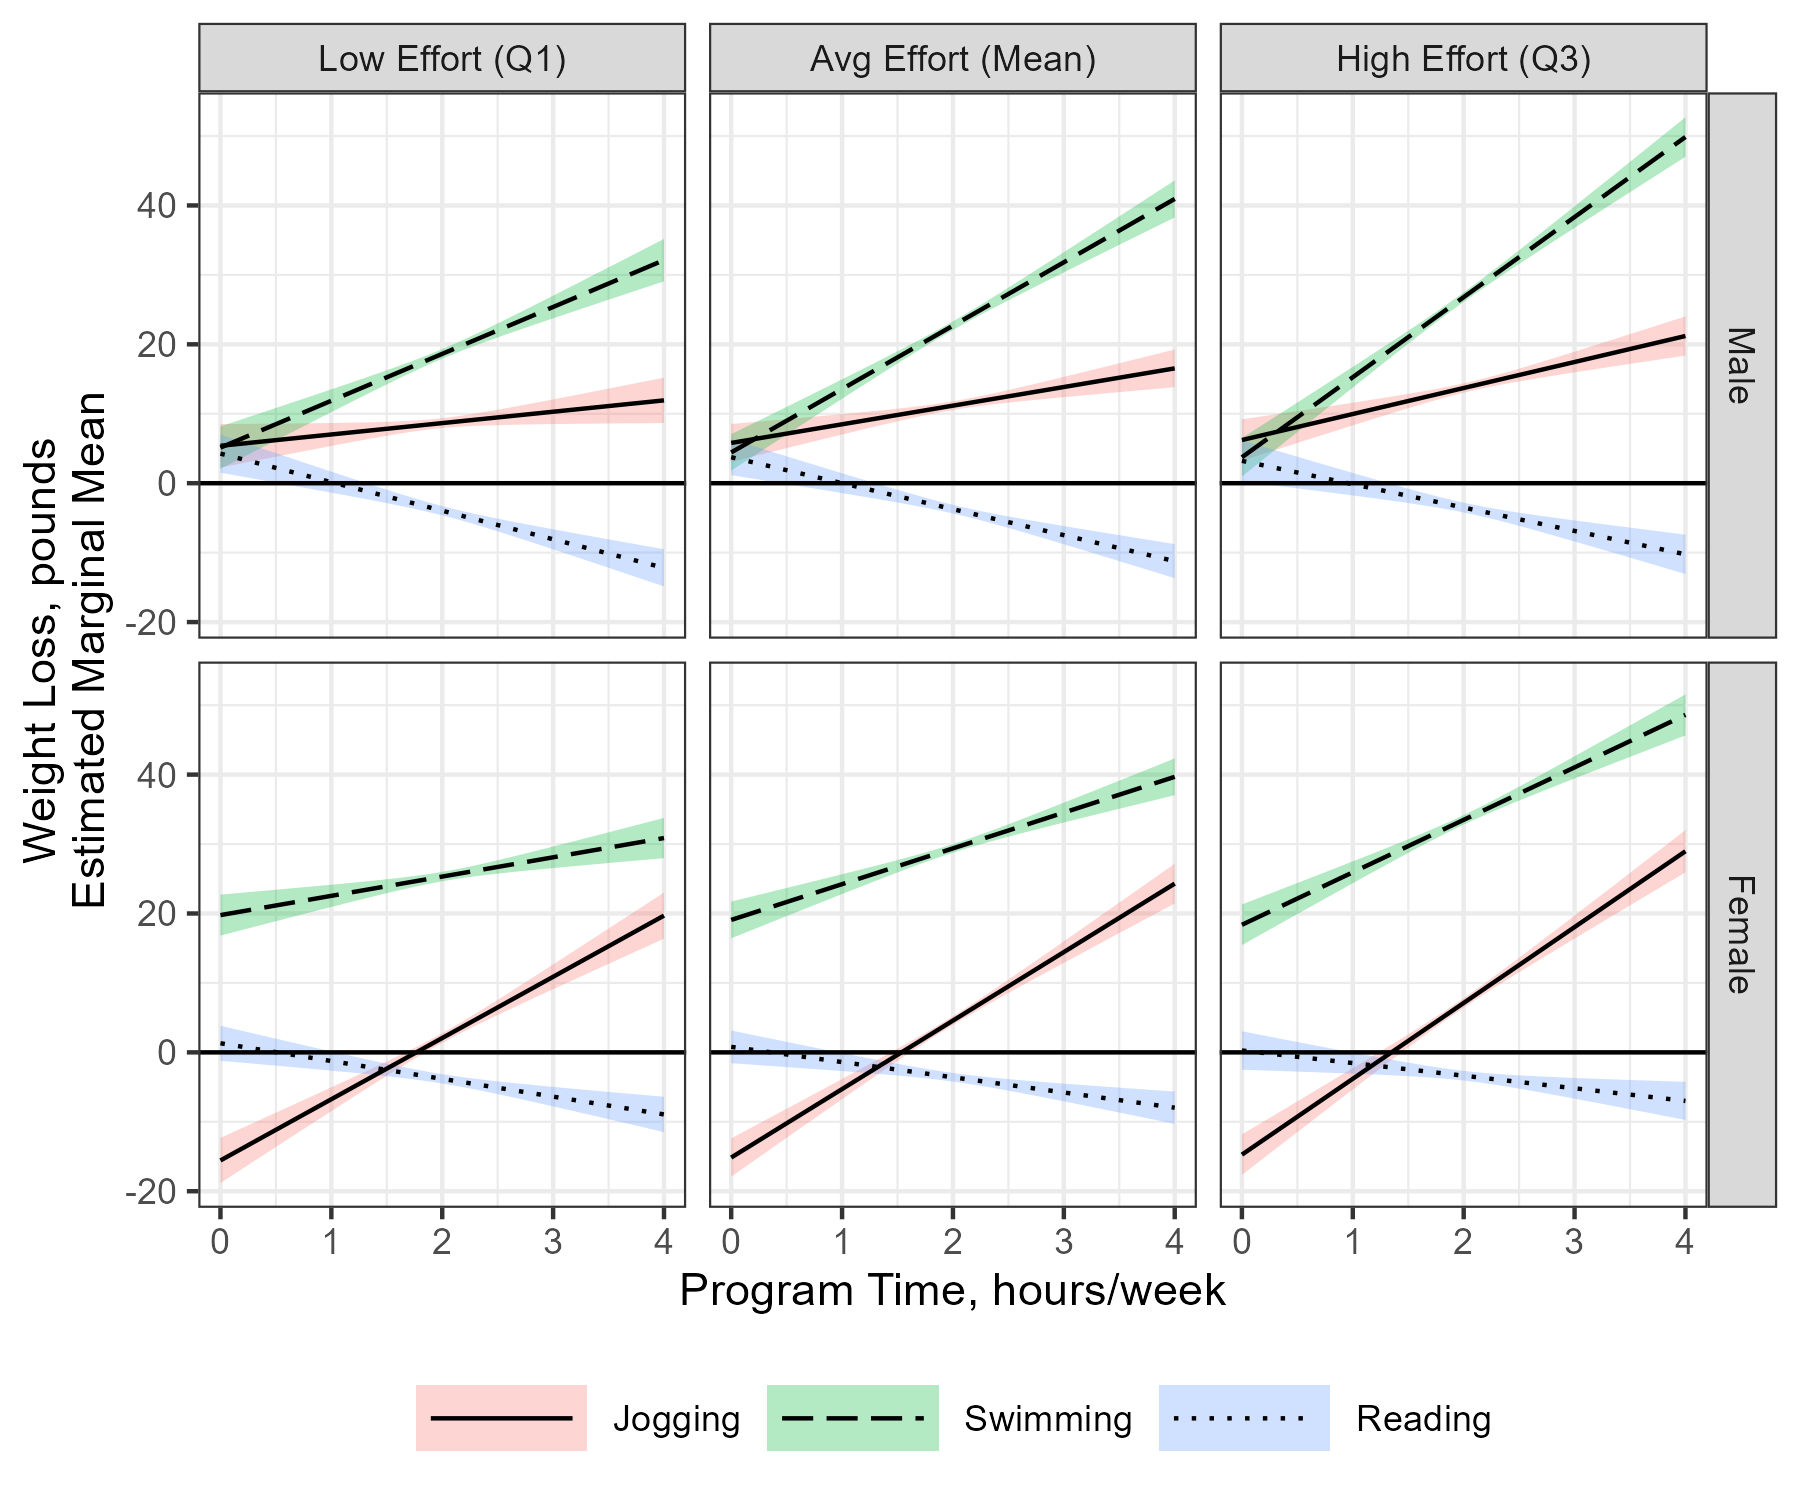 Low Effort (Q1)
Avg Effort (Mean)
High Effort (Q3)
Weight Loss, pounds
Estimated Marginal Mean
40
20
0
-20
Male
40
20
0
-20
Female
0 1 2 3 4
0 1 2 3 4
0 1 2 3 4
Program Time, hours/week
Jogging
Swimming
Reading